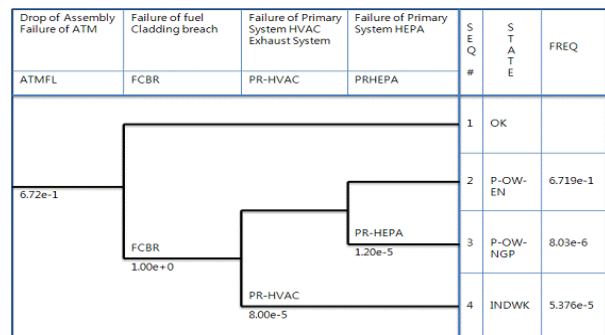 Drop of Assembly Failure of ATM
Failure of fuel Cladding breach
Failure of Primary System HVAC Exhaust System
Failure of Primary System HEPA
SEQ #
STATE
FREQ
ATMFL
FCBR
PR-HVAC
PRHEPA
1 OK
6.72e-1
2 P-OW-EN 6.719e-1
FCBR
1.00e+0
PR-HEPA
1.20e-5
3 P-OW-NGP 8.03e-6
PR-HVAC
8.00e-5
4 INDWK 5.376e-5